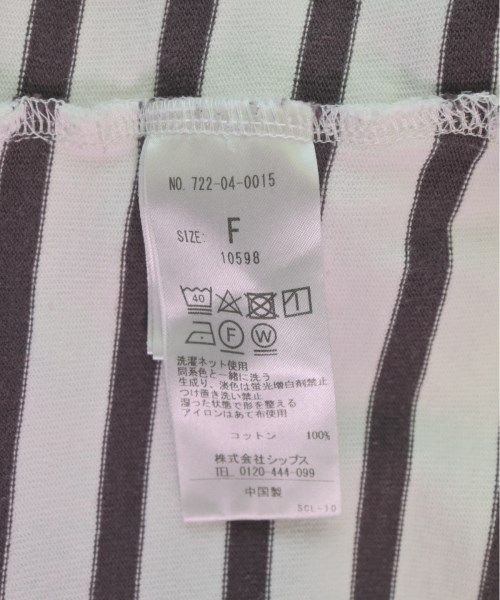 NO. 722-04-0015
SIZE: F
10598
40
F W
洗濯ネット使用
同系色と一緒に洗う
生成り、淡色は蛍光増白剤禁止
つけ置き洗い禁止
湿った状態で形を整える
アイロンはあて布使用
コットン 100%
株式会社シップス
TEL. 0120-444-099
中国製
SCL-10